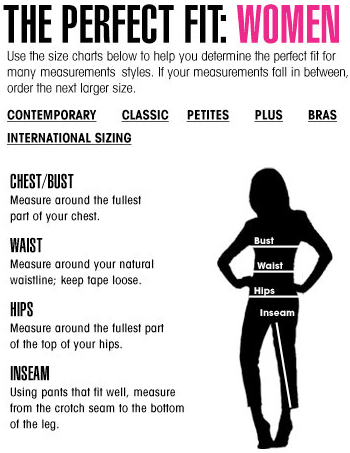 THE PERFECT FIT: WOMEN
Use the size charts below to help you determine the perfect fit for
many measurements styles. If your measurements fall in between,
order the next larger size.
CONTEMPORARY CLASSIC PETITES PLUS BRAS
INTERNATIONAL SIZING
CHEST/BUST
Measure around the fullest
part of your chest.
WAIST
Measure around your natural
waistline; keep tape loose.
HIPS
Measure around the fullest part
of the top of your hips.
INSEAM
Using pants that fit well, measure
from the crotch seam to the bottom
of the leg.
Bust
Waist
Hips
Inseam